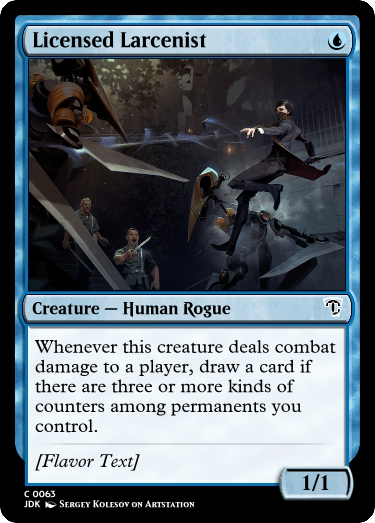 Licensed Larcenist
Creature — Human Rogue
Whenever this creature deals combat
damage to a player, draw a card if
there are three or more kinds of
counters among permanents you
control.
[Flavor Text]
1/1
C 0063
JDK Sergey Kolesov on Artstation